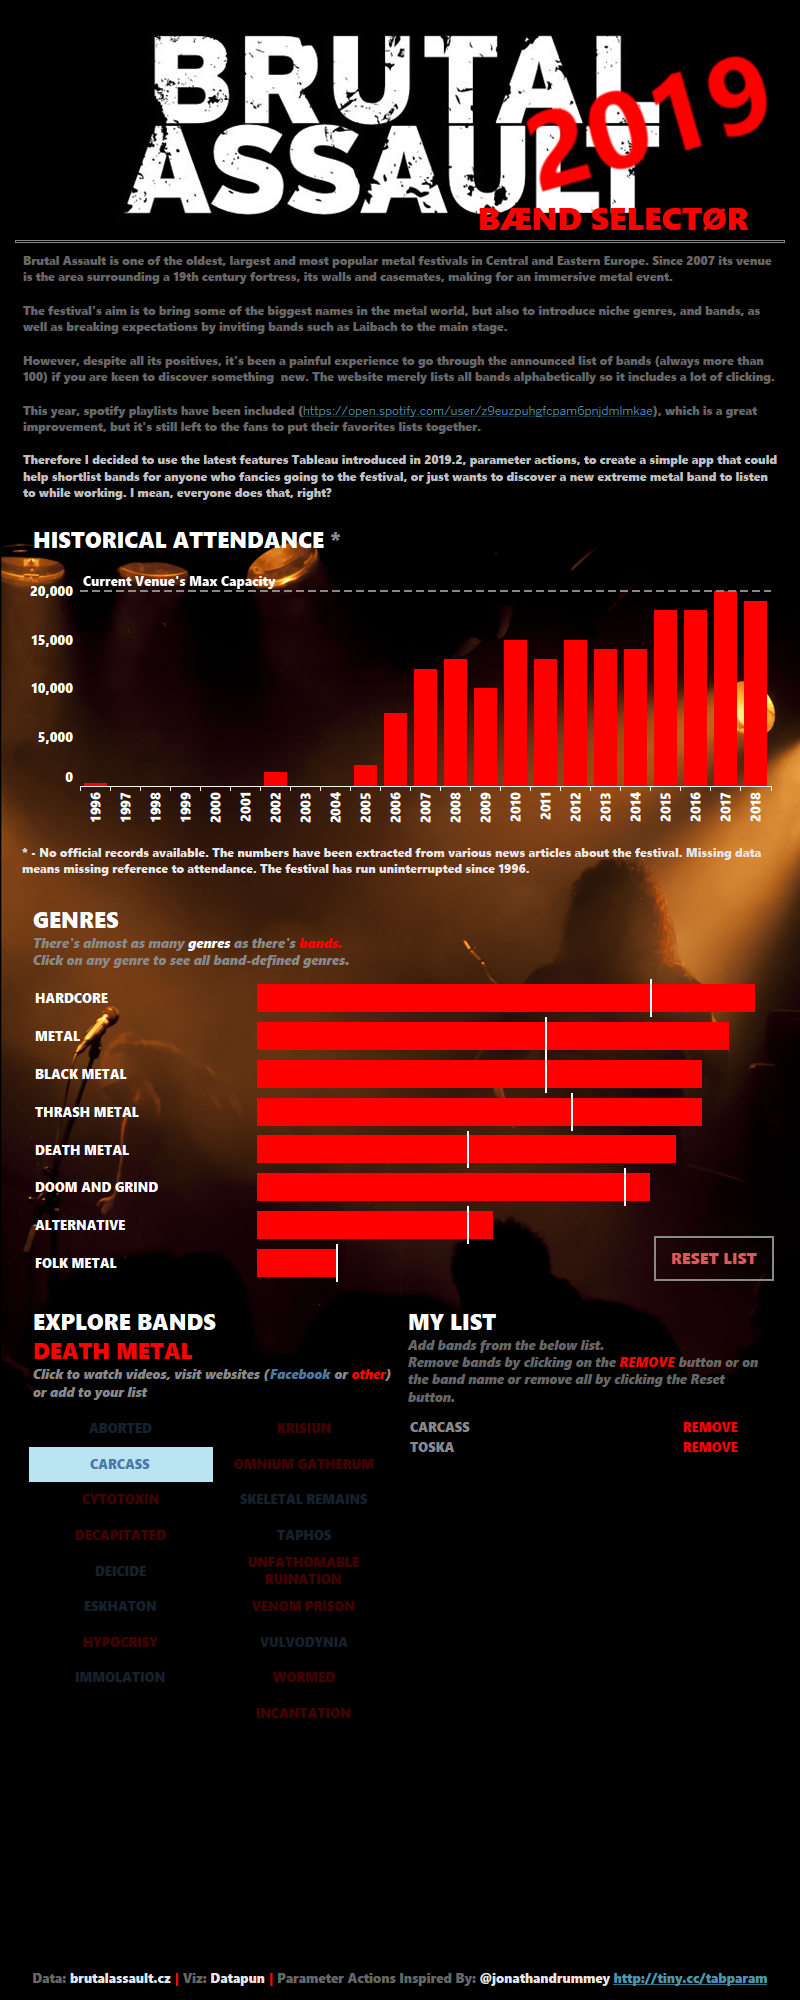 BRUTAL
ASSAULT
2019
BÆND SELECTØR
Brutal Assault is one of the oldest, largest and most popular metal festivals in Central and Eastern Europe. Since 2007 its venue
is the area surrounding a 19th century fortress, its walls and casemates, making for an immersive metal event.
The festival's aim is to bring some of the biggest names in the metal world, but also to introduce niche genres, and bands, as
well as breaking expectations by inviting bands such as Laibach to the main stage.
However, despite all its positives, it's been a painful experience to go through the announced list of bands (always more than
100) if you are keen to discover something  new. The website merely lists all bands alphabetically so it includes a lot of clicking.
This year, spotify playlists have been included (https://open.spotify.com/user/z9euzpuhgfcpam6pnjdmlmkae), which is a great
improvement, but it's still left to the fans to put their favorites lists together.
Therefore I decided to use the latest features Tableau introduced in 2019.2, parameter actions, to create a simple app that could
help shortlist bands for anyone who fancies going to the festival, or just wants to discover a new extreme metal band to listen
to while working. I mean, everyone does that, right?
HISTORICAL ATTENDANCE *
Current Venue's Max Capacity
20,000
15,000
10,000
5,000
0
1996 1997 1998 1999 2000 2001 2002 2003 2004 2005 2006 2007 2008 2009 2010 2011 2012 2013 2014 2015 2016 2017 2018
* - No official records available. The numbers have been extracted from various news articles about the festival. Missing data
means missing reference to attendance. The festival has run uninterrupted since 1996.
GENRES
There's almost as many genres as there's bands.
Click on any genre to see all band-defined genres.
HARDCORE
METAL
BLACK METAL
THRASH METAL
DEATH METAL
DOOM AND GRIND
ALTERNATIVE
FOLK METAL
RESET LIST
EXPLORE BANDS
DEATH METAL
Click to watch videos, visit websites (Facebook or other)
or add to your list
ABORTED KRISIUN
CARCASS OMNIUM GATHERUM
CYTOTOXIN SKELETAL REMAINS
DECAPITATED TAPHOS
DEICIDE UNFATHOMABLE
RUINATION
ESKHATON VENOM PRISON
HYPOCRISY VULVODYNIA
IMMOLATION WORMED
INCANTATION
MY LIST
Add bands from the below list.
Remove bands by clicking on the REMOVE button or on
the band name or remove all by clicking the Reset
button.
CARCASS REMOVE
TOSKA REMOVE
Data: brutalassault.cz | Viz: Datapun | Parameter Actions Inspired By: @jonathandrummey http://tiny.cc/tabparam